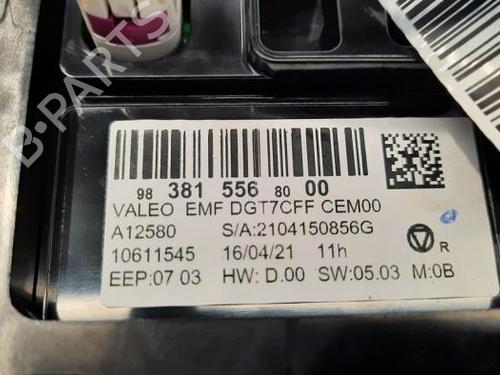 98 381 556 80 00
VALEO EMF DGT7CFF CEM00
A12580 S/A:2104150856G
10611545 16/04/21 11h
EEP:07.03 HW: D.00 SW:05.03 M:0B
R
B-PARTS